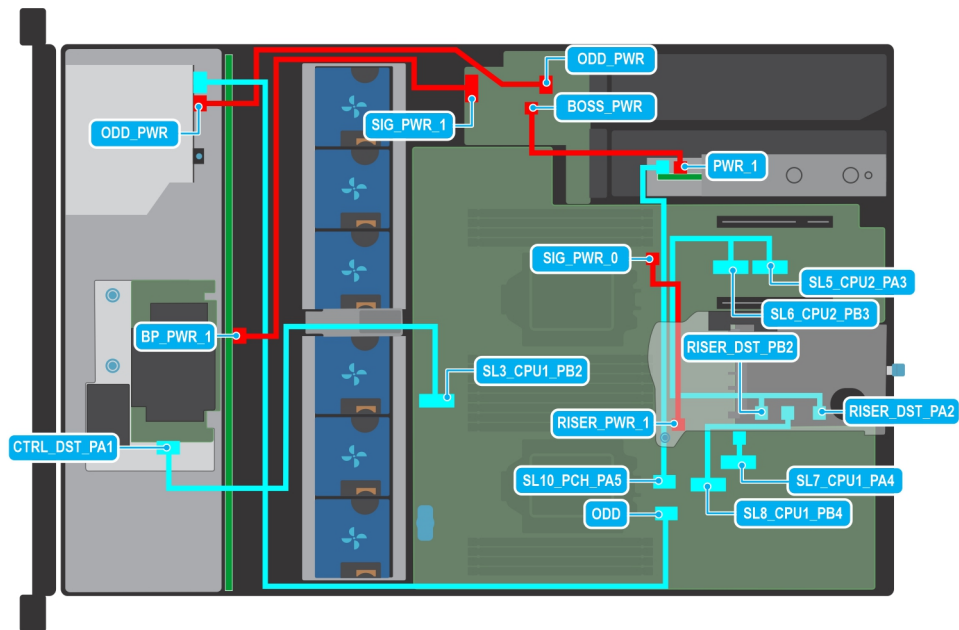 ODD_PWR
ODD_PWR
BOSS_PWR
SIG_PWR_1
PWR_1
SIG_PWR_0
SL5_CPU2_PA3
SL6_CPU2_PB3
BP_PWR_1
RISER_DST_PB2
SL3_CPU1_PB2
RISER_DST_PA2
RISER_PWR_1
CTRL_DST_PA1
SL10_PCH_PA5
SL7_CPU1_PA4
ODD
SL8_CPU1_PB4